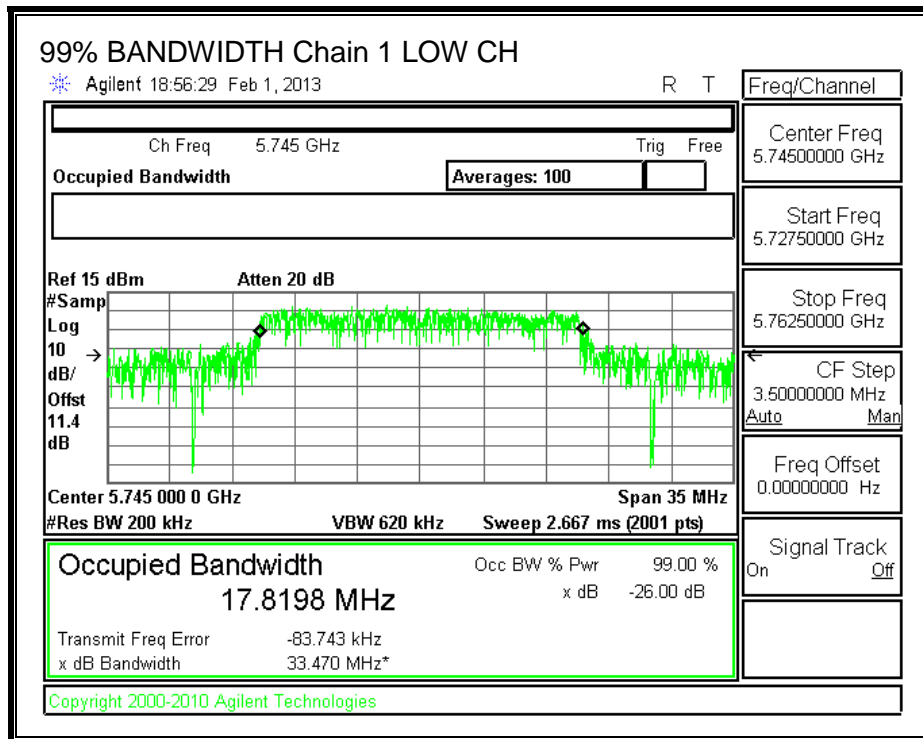 99% BANDWIDTH Chain 1 LOW CH
Agilent 18:56:29 Feb 1, 2013 R T
Freq/Channel
Ch Freq 5.745 GHz Trig Free
Occupied Bandwidth Averages: 100
Center Freq
5.74500000 GHz
Start Freq
5.72750000 GHz
Ref 15 dBm Atten 20 dB
#Samp
Log
10
dB/
Offst
11.4
dB
Stop Freq
5.76250000 GHz
CF Step
3.50000000 MHz
Auto Man
Center 5.745 000 0 GHz Span 35 MHz
#Res BW 200 kHz VBW 620 kHz Sweep 2.667 ms (2001 pts)
Freq Offset
0.00000000 Hz
Occupied Bandwidth Occ BW % Pwr 99.00 %
17.8198 MHz x dB -26.00 dB
Transmit Freq Error -83.743 kHz
x dB Bandwidth 33.470 MHz*
Signal Track
On Off
Copyright 2000-2010 Agilent Technologies